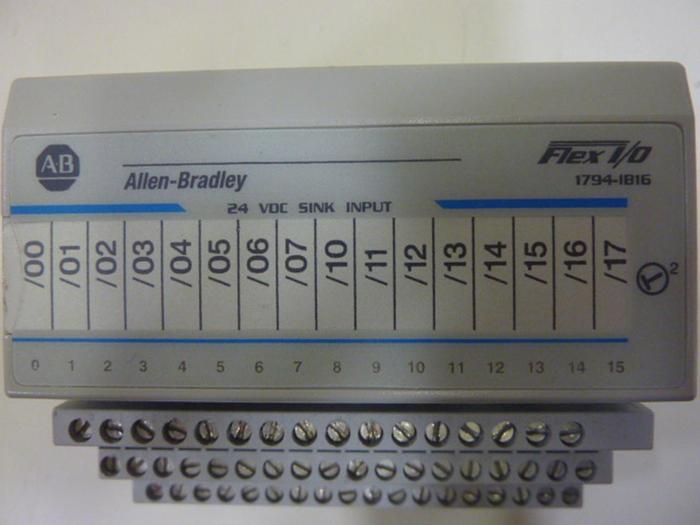 AB
Allen-Bradley
Flex I/O
1794-IB16
24 VDC SINK INPUT
/00 /01 /02 /03 /04 /05 /06 /07 /10 /11 /12 /13 /14 /15 /16 /17
2
0 1 2 3 4 5 6 7 8 9 10 11 12 13 14 15